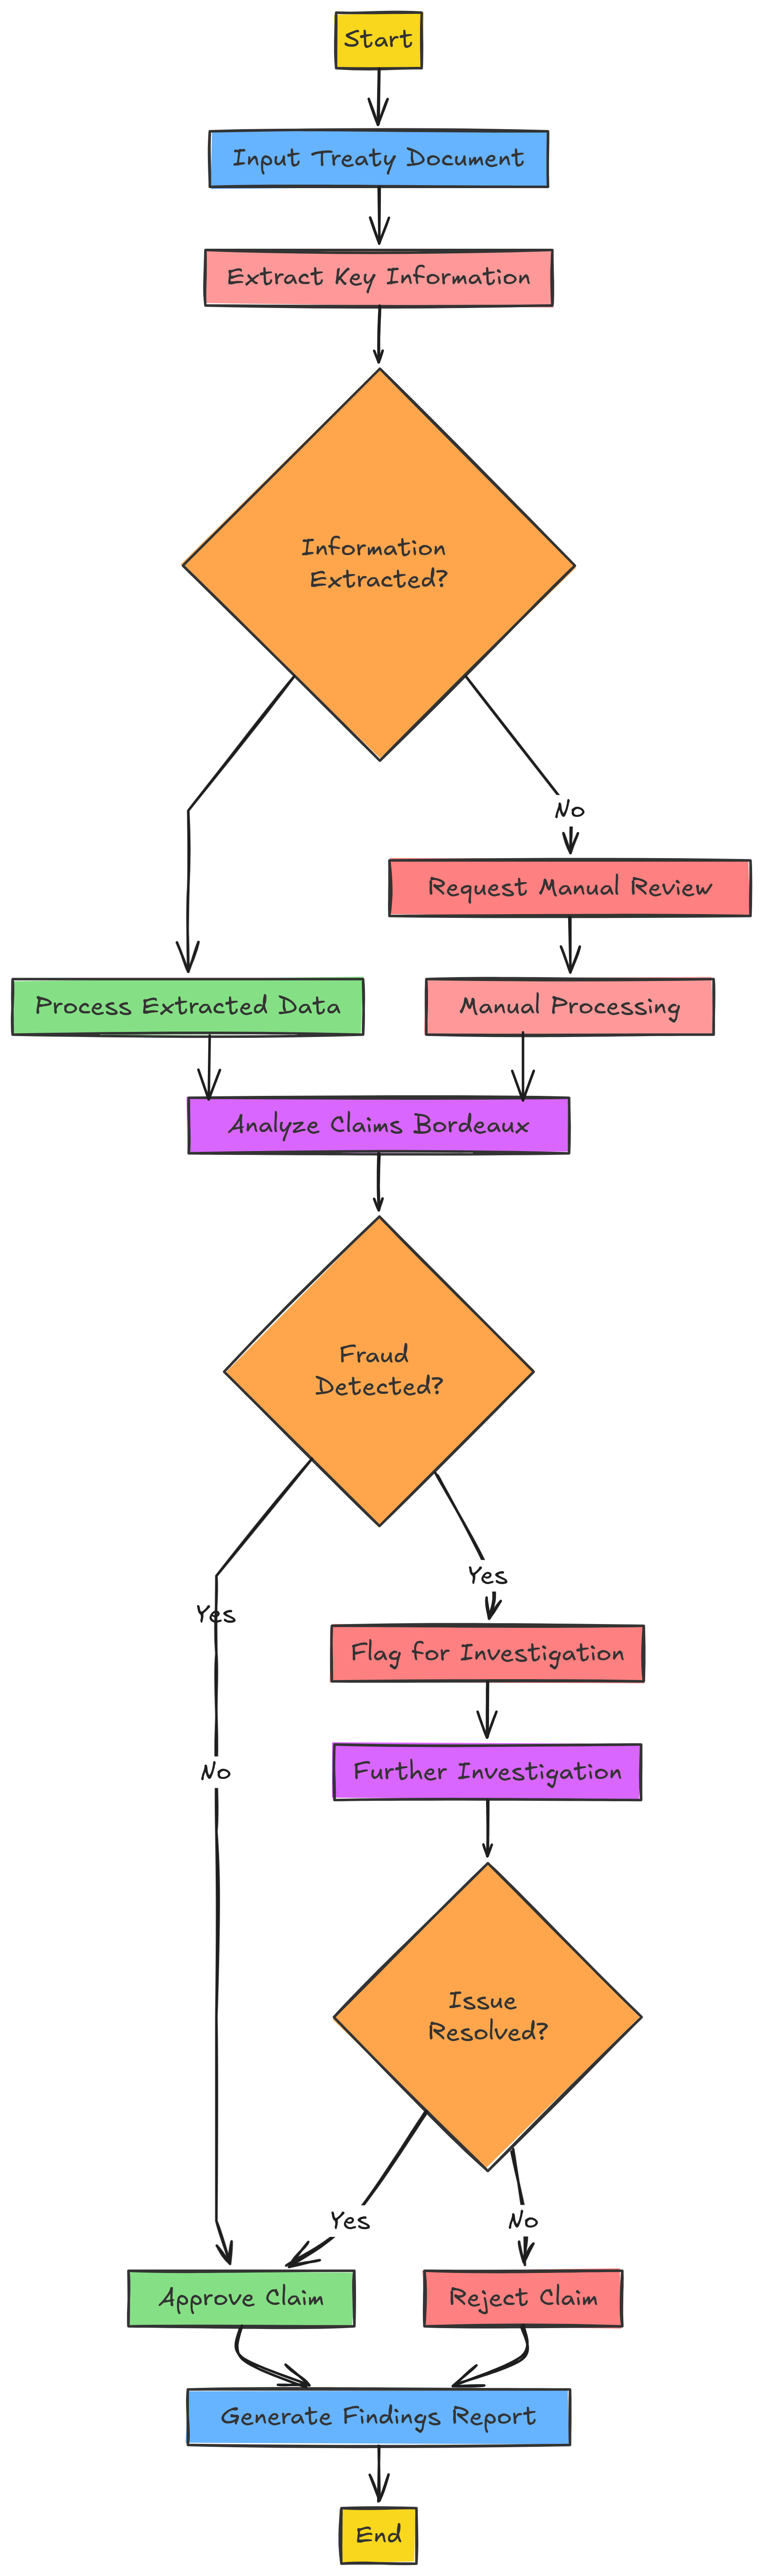 Start
Input Treaty Document
Extract Key Information
Information
Extracted?
No
Request Manual Review
Process Extracted Data
Manual Processing
Analyze Claims Bordeaux
Fraud
Detected?
Yes
Yes
Flag for Investigation
No
Further Investigation
Issue
Resolved?
Yes
No
Approve Claim
Reject Claim
Generate Findings Report
End